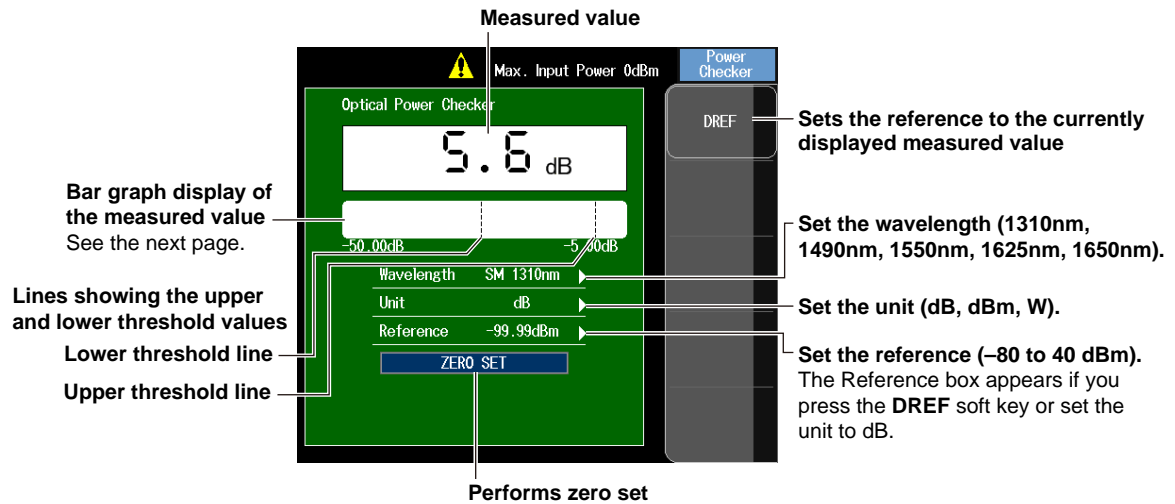 Measured value
Max. Input Power 0dBm
Power
Checker
Optical Power Checker
5.6 dB
DREF
Sets the reference to the currently
displayed measured value
Bar graph display of
the measured value
See the next page.
-50.00dB
-5.00dB
Set the wavelength (1310nm,
1490nm, 1550nm, 1625nm, 1650nm).
Wavelength SM 1310nm
Lines showing the upper
and lower threshold values
Unit dB
Set the unit (dB, dBm, W).
Reference -99.99dBm
Lower threshold line
Set the reference (–80 to 40 dBm).
The Reference box appears if you
press the DREF soft key or set the
unit to dB.
ZERO SET
Upper threshold line
Performs zero set